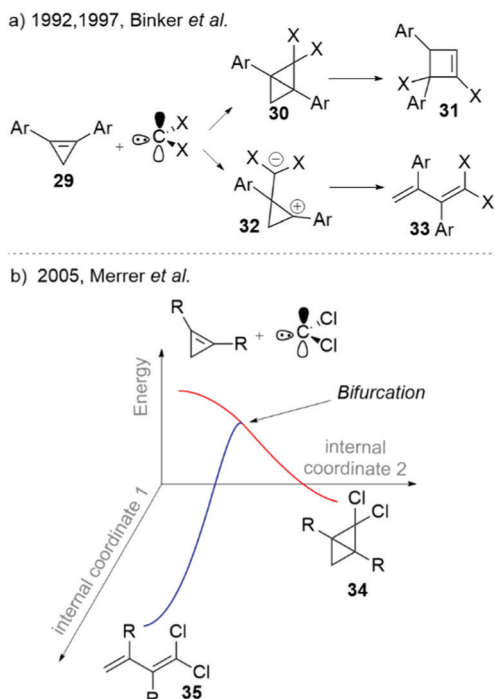 a) 1992,1997, Binker et al.
Ar Ar
29
+
C X X
Ar X X Ar
30
Ar X Ar X
31
X ⊖ X Ar ⊕ Ar
32
Ar X X Ar
33
b) 2005, Merrer et al.
R R
+
C Cl Cl
Energy
Bifurcation
internal
coordinate 2
internal coordinate 1
Cl Cl R R
34
R Cl Cl R
35